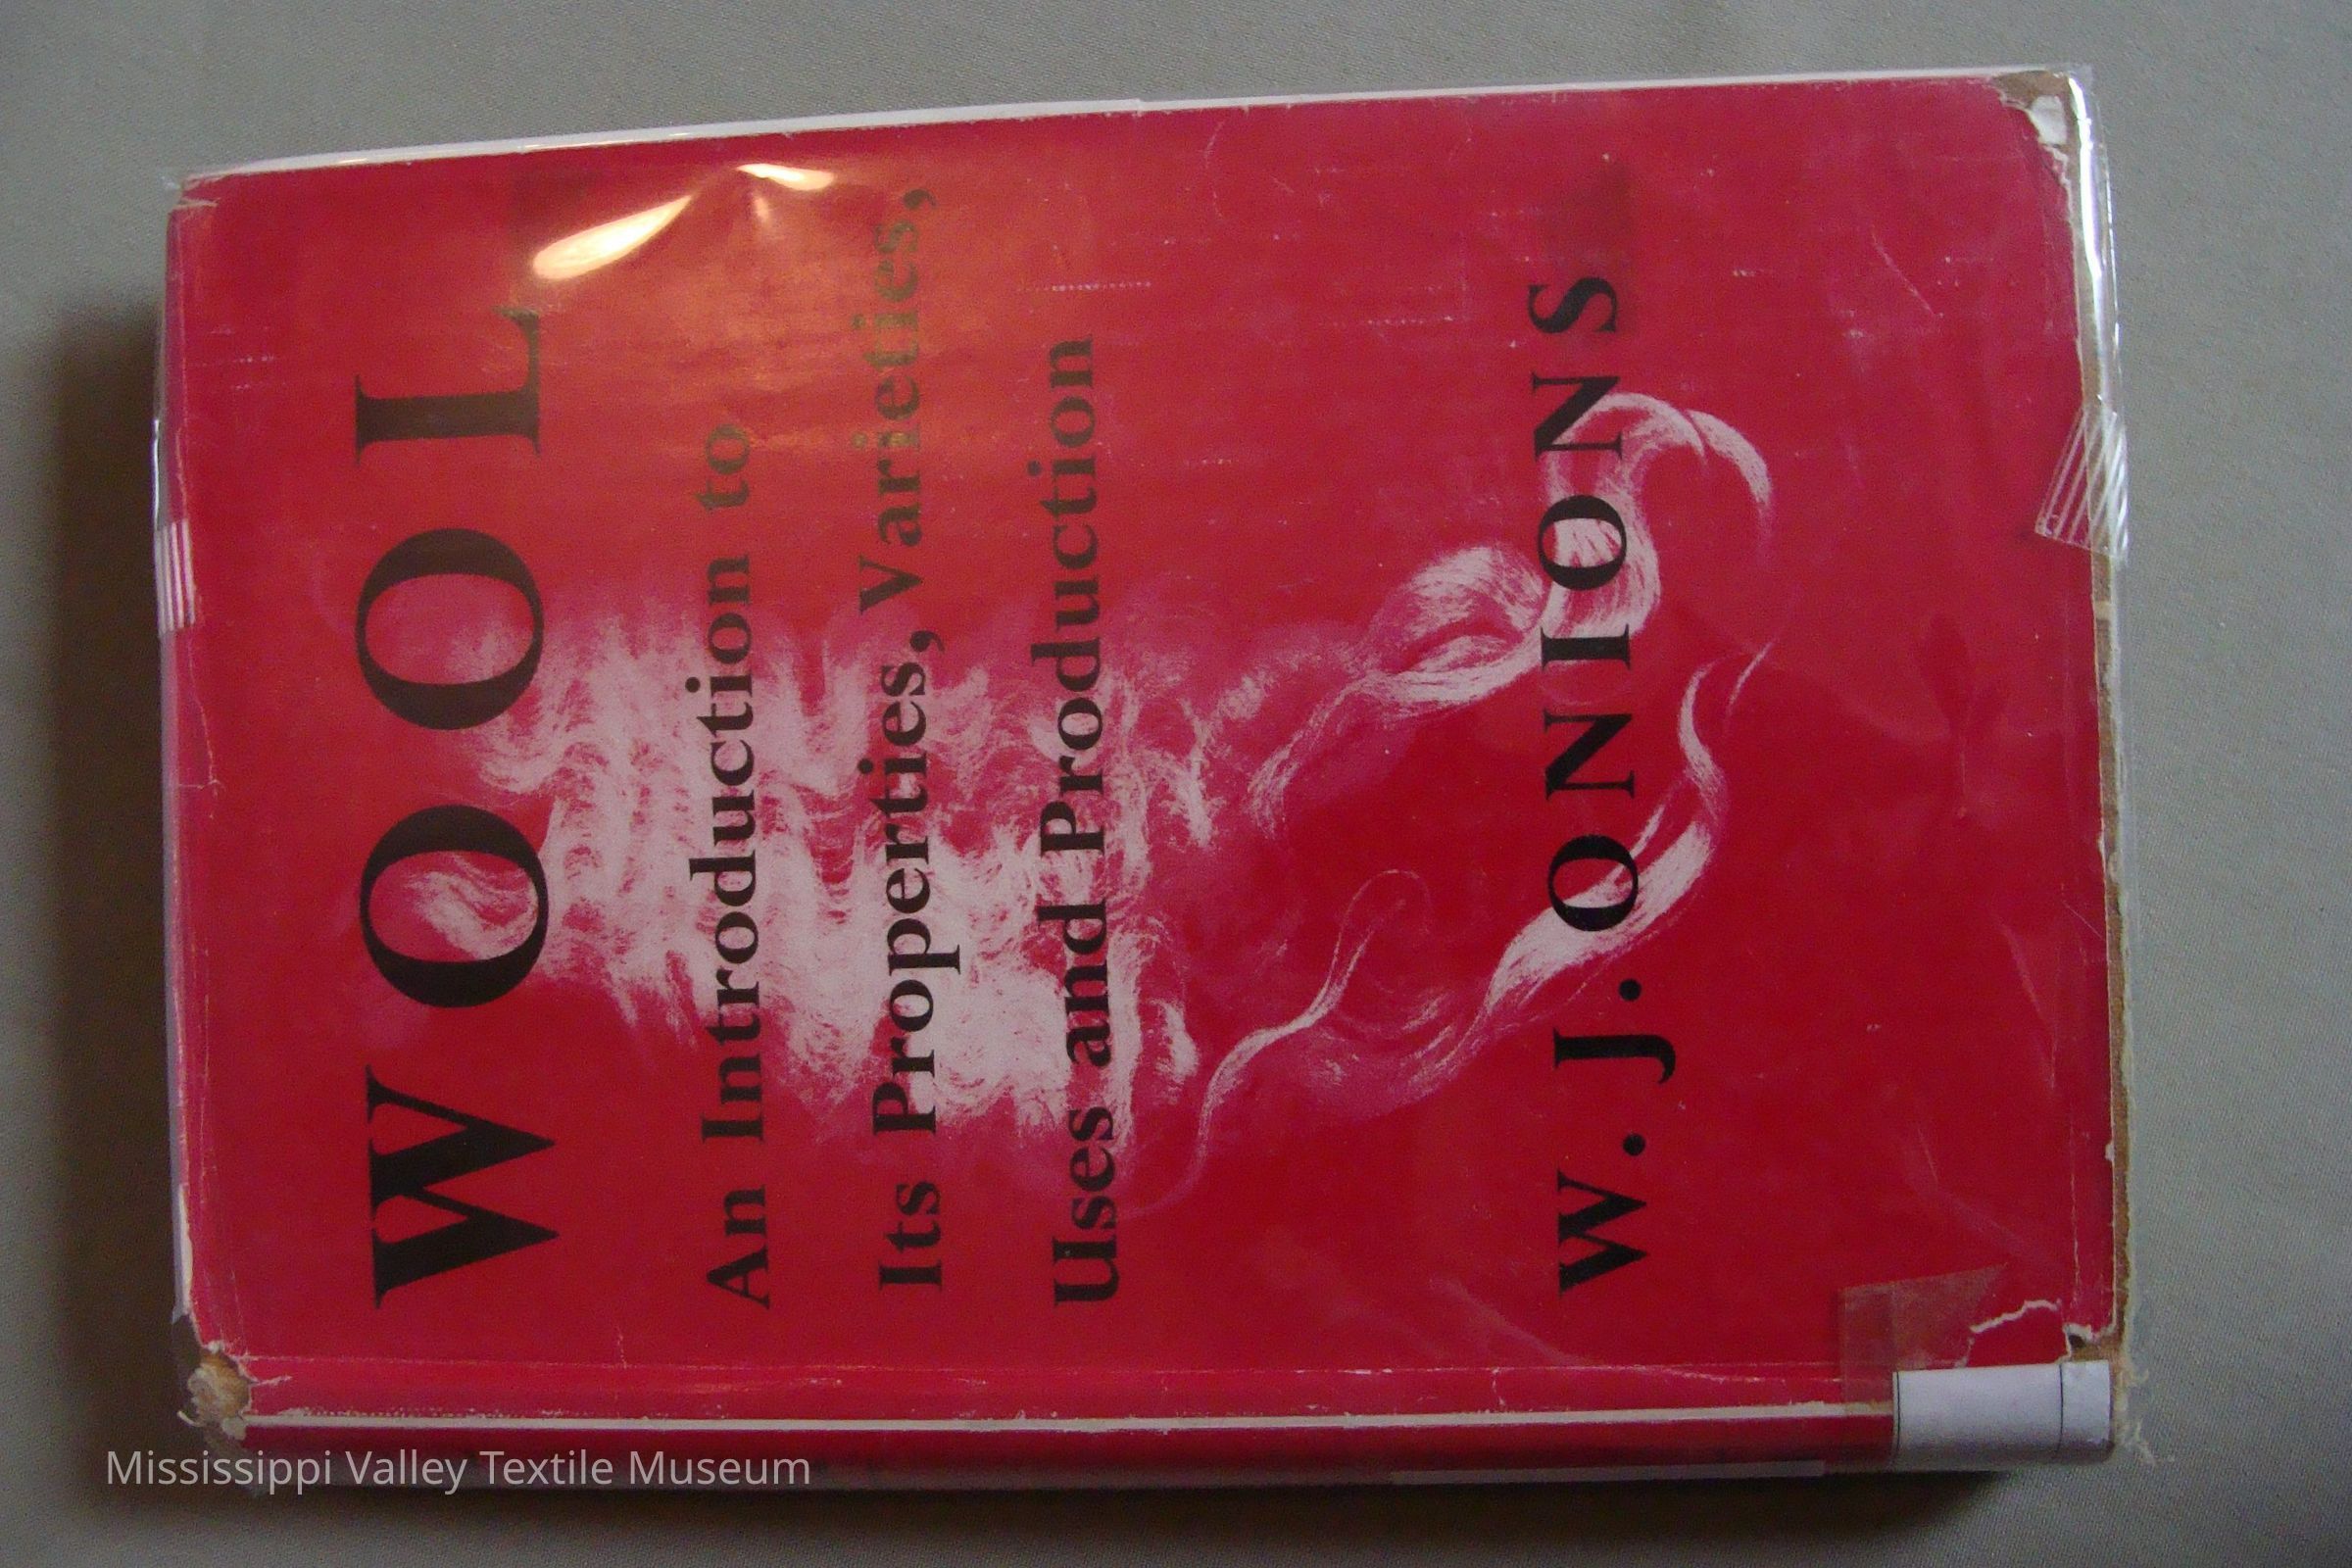 WOOL
An Introduction to
Its Properties, Varieties,
Uses and Production
W. J. ONIONS
Mississippi Valley Textile Museum